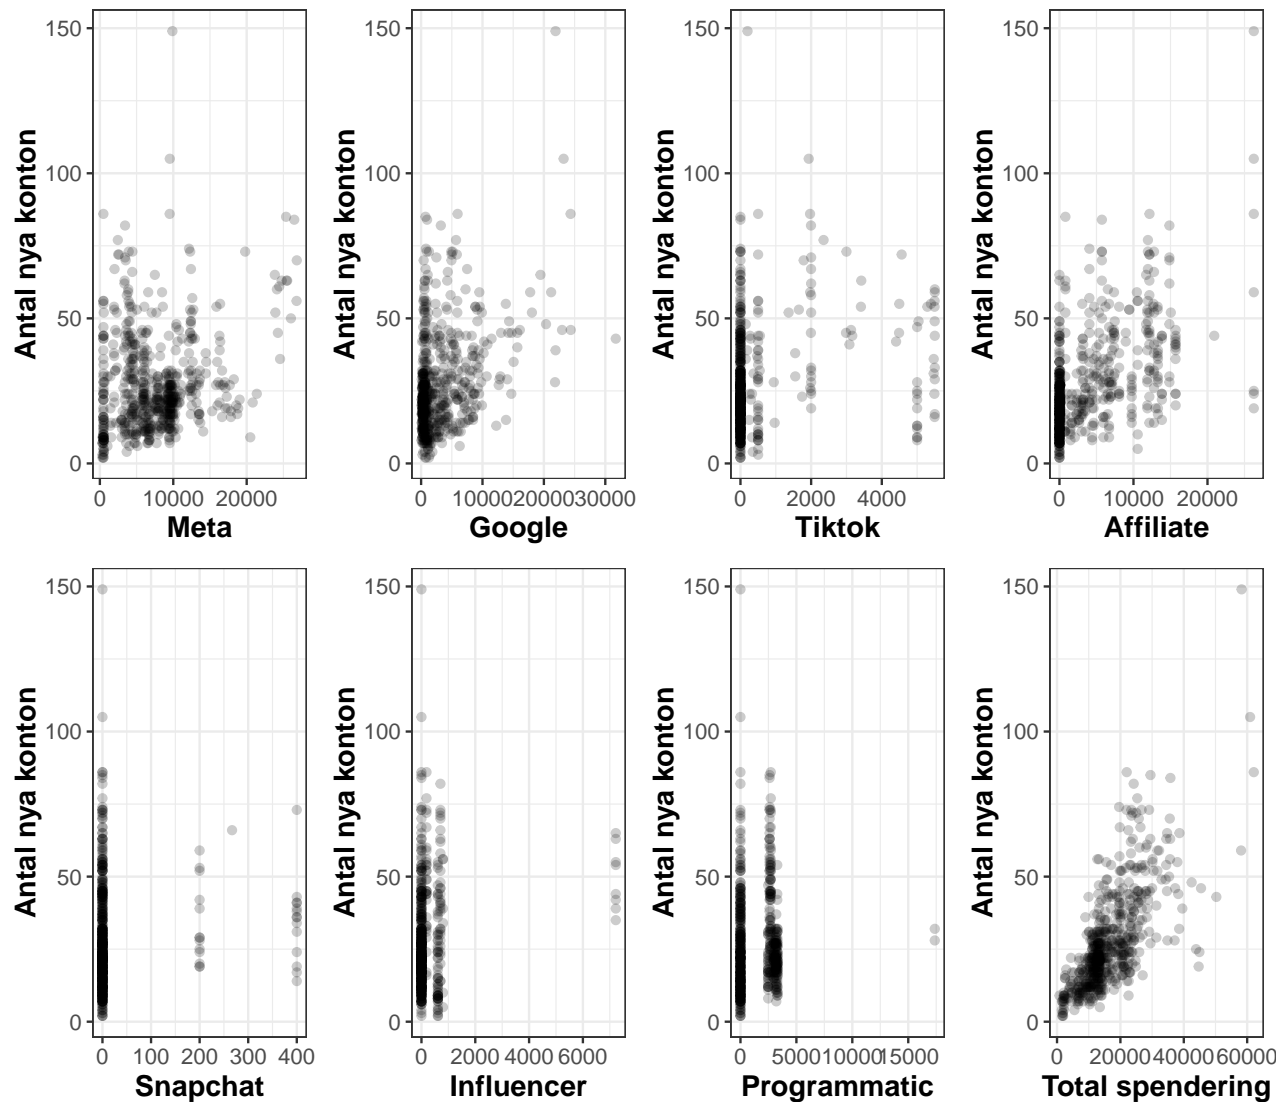 150
100
50
0
Antal nya konton
0 10000 20000
Meta
150
100
50
0
Antal nya konton
0 10000 20000 30000
Google
150
100
50
0
Antal nya konton
0 2000 4000
Tiktok
150
100
50
0
Antal nya konton
0 10000 20000
Affiliate
150
100
50
0
Antal nya konton
0 100 200 300 400
Snapchat
150
100
50
0
Antal nya konton
0 2000 4000 6000
Influencer
150
100
50
0
Antal nya konton
0 5000 10000 15000
Programmatic
150
100
50
0
Antal nya konton
0 20000 40000 60000
Total spendering